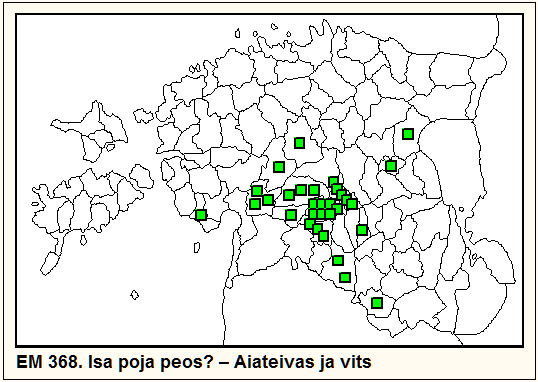 EM 368. Isa poja peos? – Aiateivas ja vits